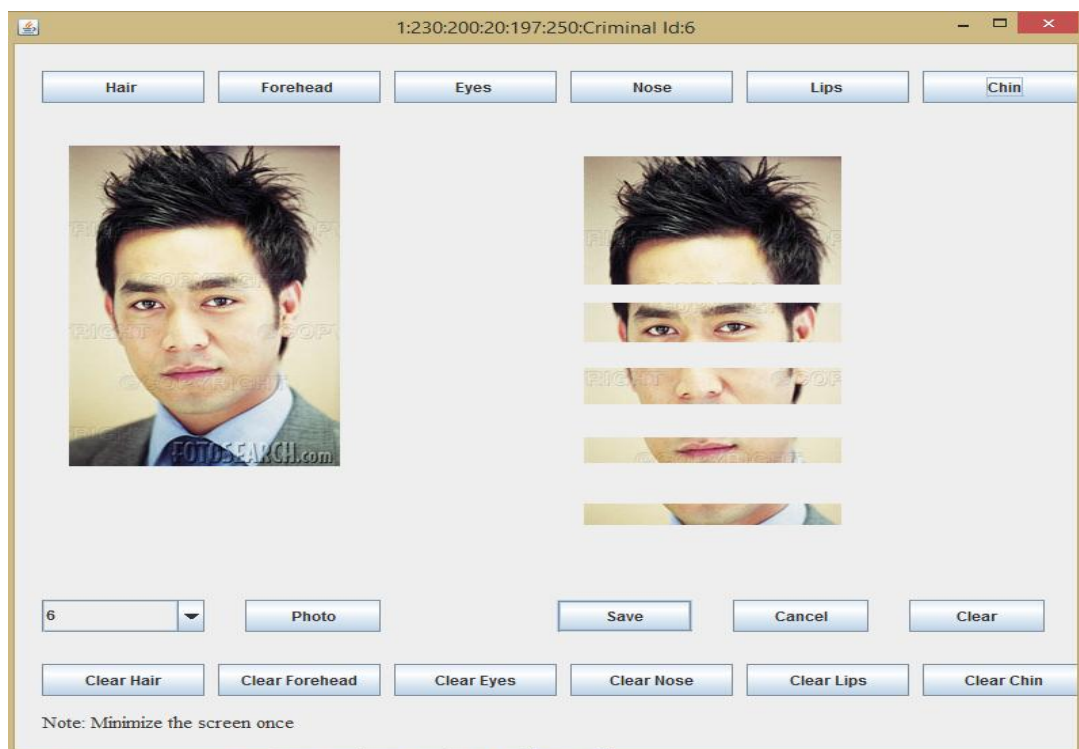 1:230:200:20:197:250:Criminal Id:6
Hair Forehead Eyes Nose Lips Chin
FOTOSEARCH.com
6 Photo Save Cancel Clear
Clear Hair Clear Forehead Clear Eyes Clear Nose Clear Lips Clear Chin
Note: Minimize the screen once